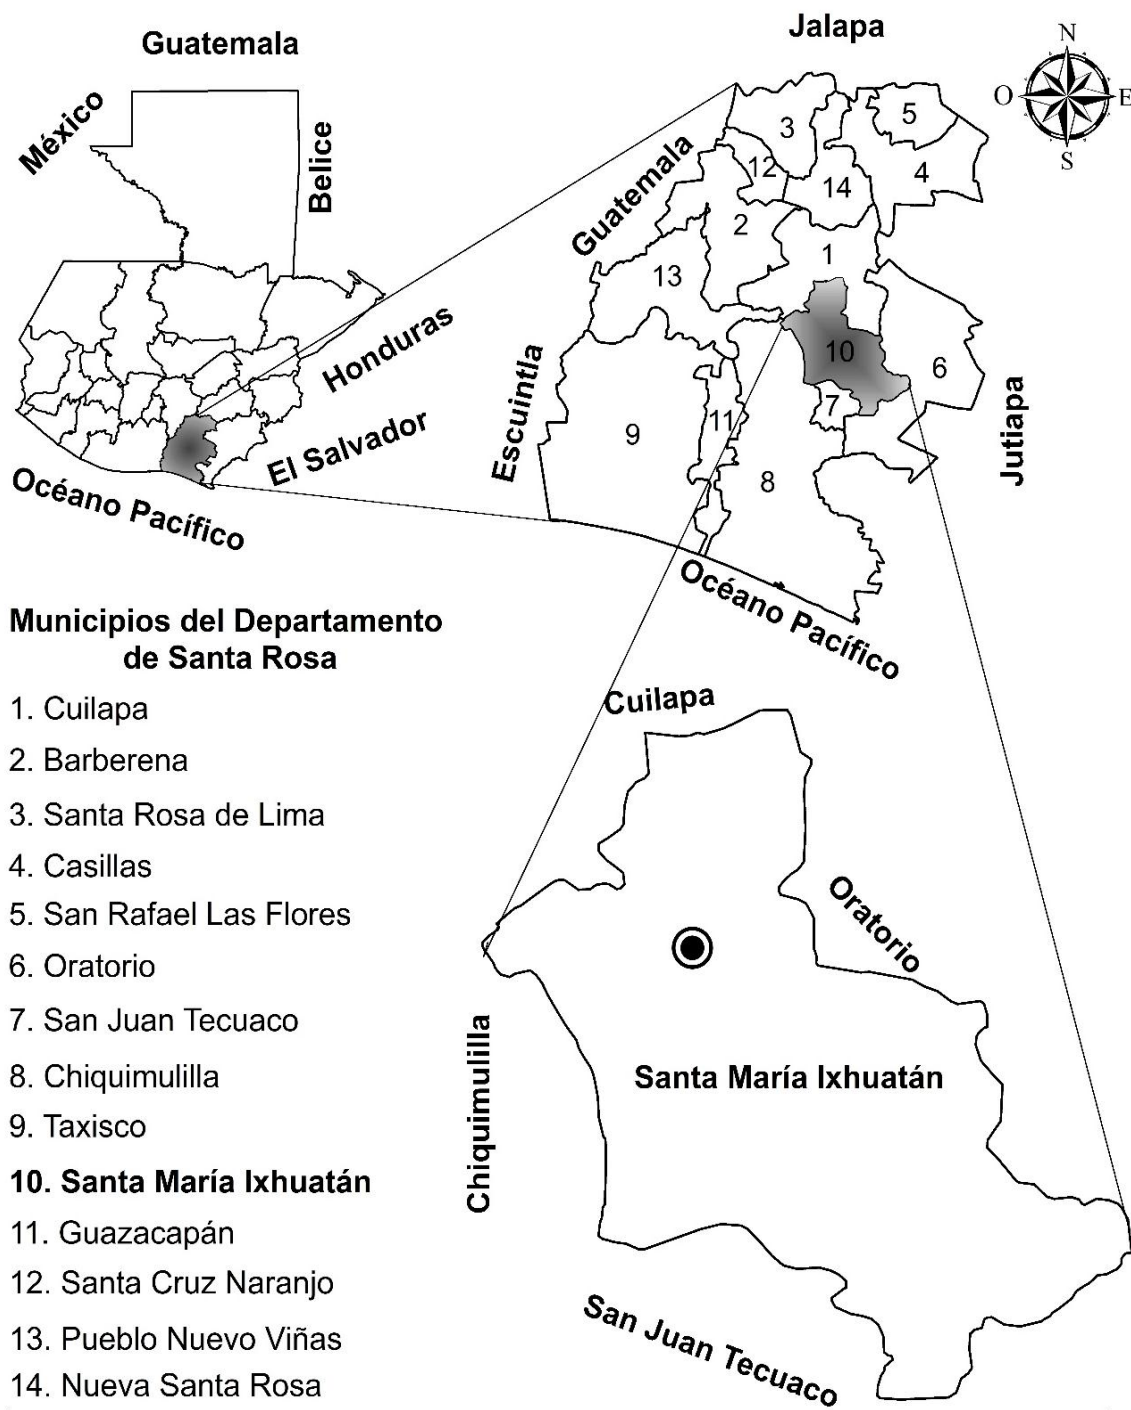 Guatemala
México
Belice
Honduras
El Salvador
Océano Pacífico
Jalapa
N
O
E
S
Guatemala
Escuintla
Jutiapa
Océano Pacífico
3
5
12
14
4
2
1
13
10
6
7
11
9
8
Municipios del Departamento
de Santa Rosa
1. Cuilapa
2. Barberena
3. Santa Rosa de Lima
4. Casillas
5. San Rafael Las Flores
6. Oratorio
7. San Juan Tecuaco
8. Chiquimulilla
9. Taxisco
10. Santa María Ixhuatán
11. Guazacapán
12. Santa Cruz Naranjo
13. Pueblo Nuevo Viñas
14. Nueva Santa Rosa
Cuilapa
Oratorio
Chiquimulilla
Santa María Ixhuatán
San Juan Tecuaco